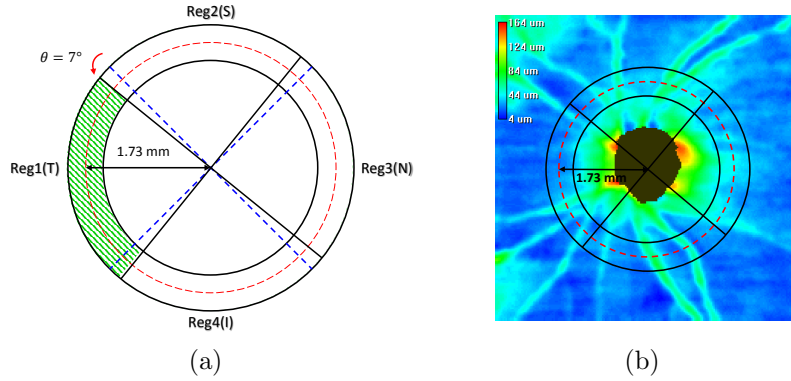 Reg2(S)
θ = 7°
1.73 mm
Reg1(T)
Reg3(N)
Reg4(I)
(a)
164 um
124 um
84 um
44 um
4 um
1.73 mm
(b)